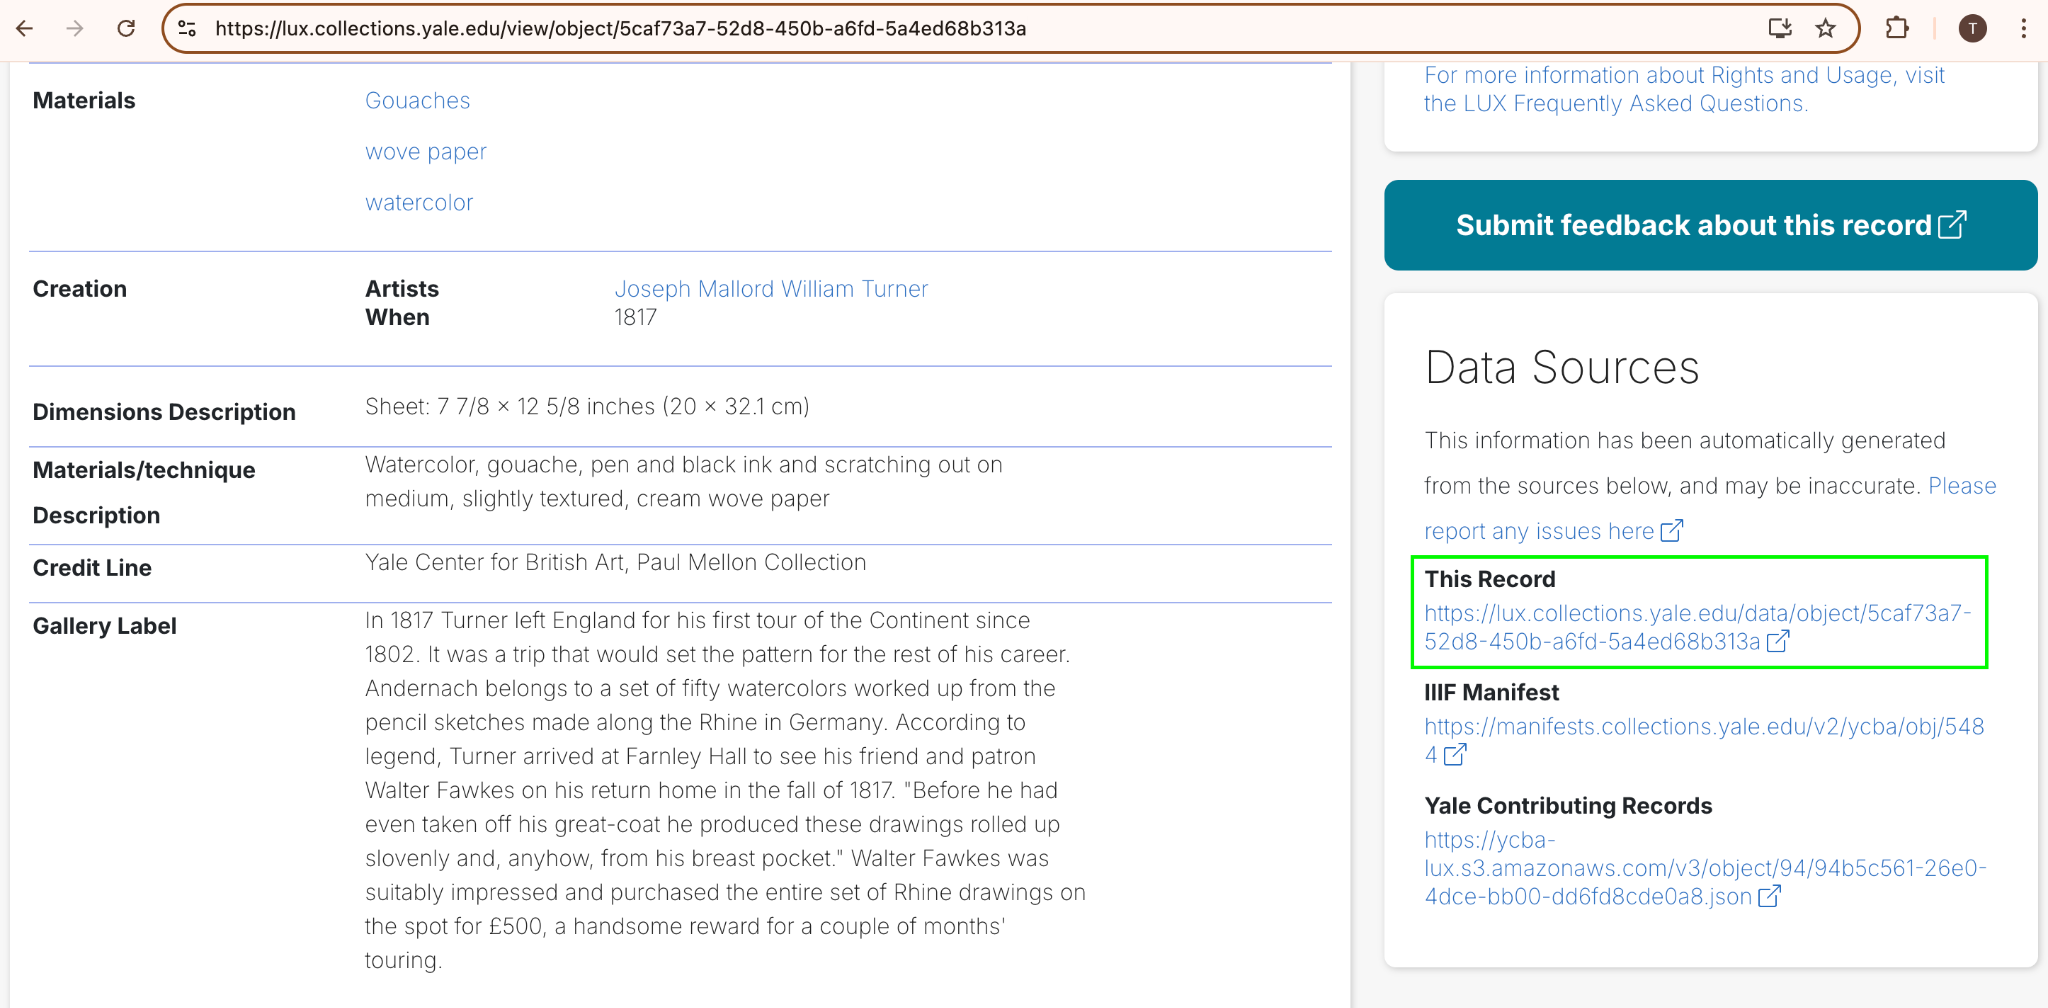 https://lux.collections.yale.edu/view/object/5caf73a7-52d8-450b-a6fd-5a4ed68b313a
T
Materials
Gouaches
wove paper
watercolor
Creation
Artists
Joseph Mallord William Turner
When
1817
Dimensions Description
Sheet: 7 7/8 × 12 5/8 inches (20 × 32.1 cm)
Materials/technique
Description
Watercolor, gouache, pen and black ink and scratching out on
medium, slightly textured, cream wove paper
Credit Line
Yale Center for British Art, Paul Mellon Collection
Gallery Label
In 1817 Turner left England for his first tour of the Continent since
1802. It was a trip that would set the pattern for the rest of his career.
Andernach belongs to a set of fifty watercolors worked up from the
pencil sketches made along the Rhine in Germany. According to
legend, Turner arrived at Farnley Hall to see his friend and patron
Walter Fawkes on his return home in the fall of 1817. "Before he had
even taken off his great-coat he produced these drawings rolled up
slovenly and, anyhow, from his breast pocket." Walter Fawkes was
suitably impressed and purchased the entire set of Rhine drawings on
the spot for £500, a handsome reward for a couple of months'
touring.
For more information about Rights and Usage, visit
the LUX Frequently Asked Questions.
Submit feedback about this record
Data Sources
This information has been automatically generated
from the sources below, and may be inaccurate. Please
report any issues here
This Record
https://lux.collections.yale.edu/data/object/5caf73a7-
52d8-450b-a6fd-5a4ed68b313a
IIIF Manifest
https://manifests.collections.yale.edu/v2/ycba/obj/548
4
Yale Contributing Records
https://ycba-
lux.s3.amazonaws.com/v3/object/94/94b5c561-26e0-
4dce-bb00-dd6fd8cde0a8.json